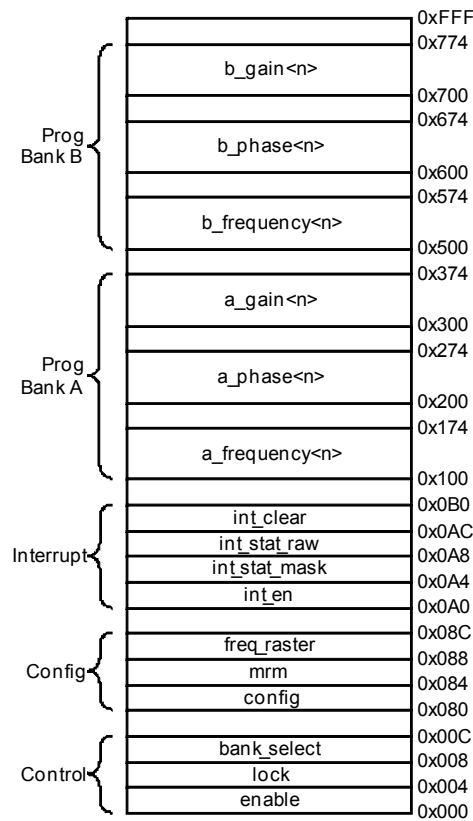 0xFFF
0x774
b_gain<n>
0x700
0x674
Prog
Bank B
b_phase<n>
0x600
0x574
b_frequency<n>
0x500
0x374
a_gain<n>
0x300
0x274
Prog
Bank A
a_phase<n>
0x200
0x174
a_frequency<n>
0x100
0x0B0
int_clear
0x0AC
int_stat_raw
Interrupt
0x0A8
int_stat_mask
0x0A4
int_en
0x0A0
0x08C
freq_raster
0x088
Config
mrm
0x084
config
0x080
0x00C
bank_select
0x008
Control
lock
0x004
enable
0x000